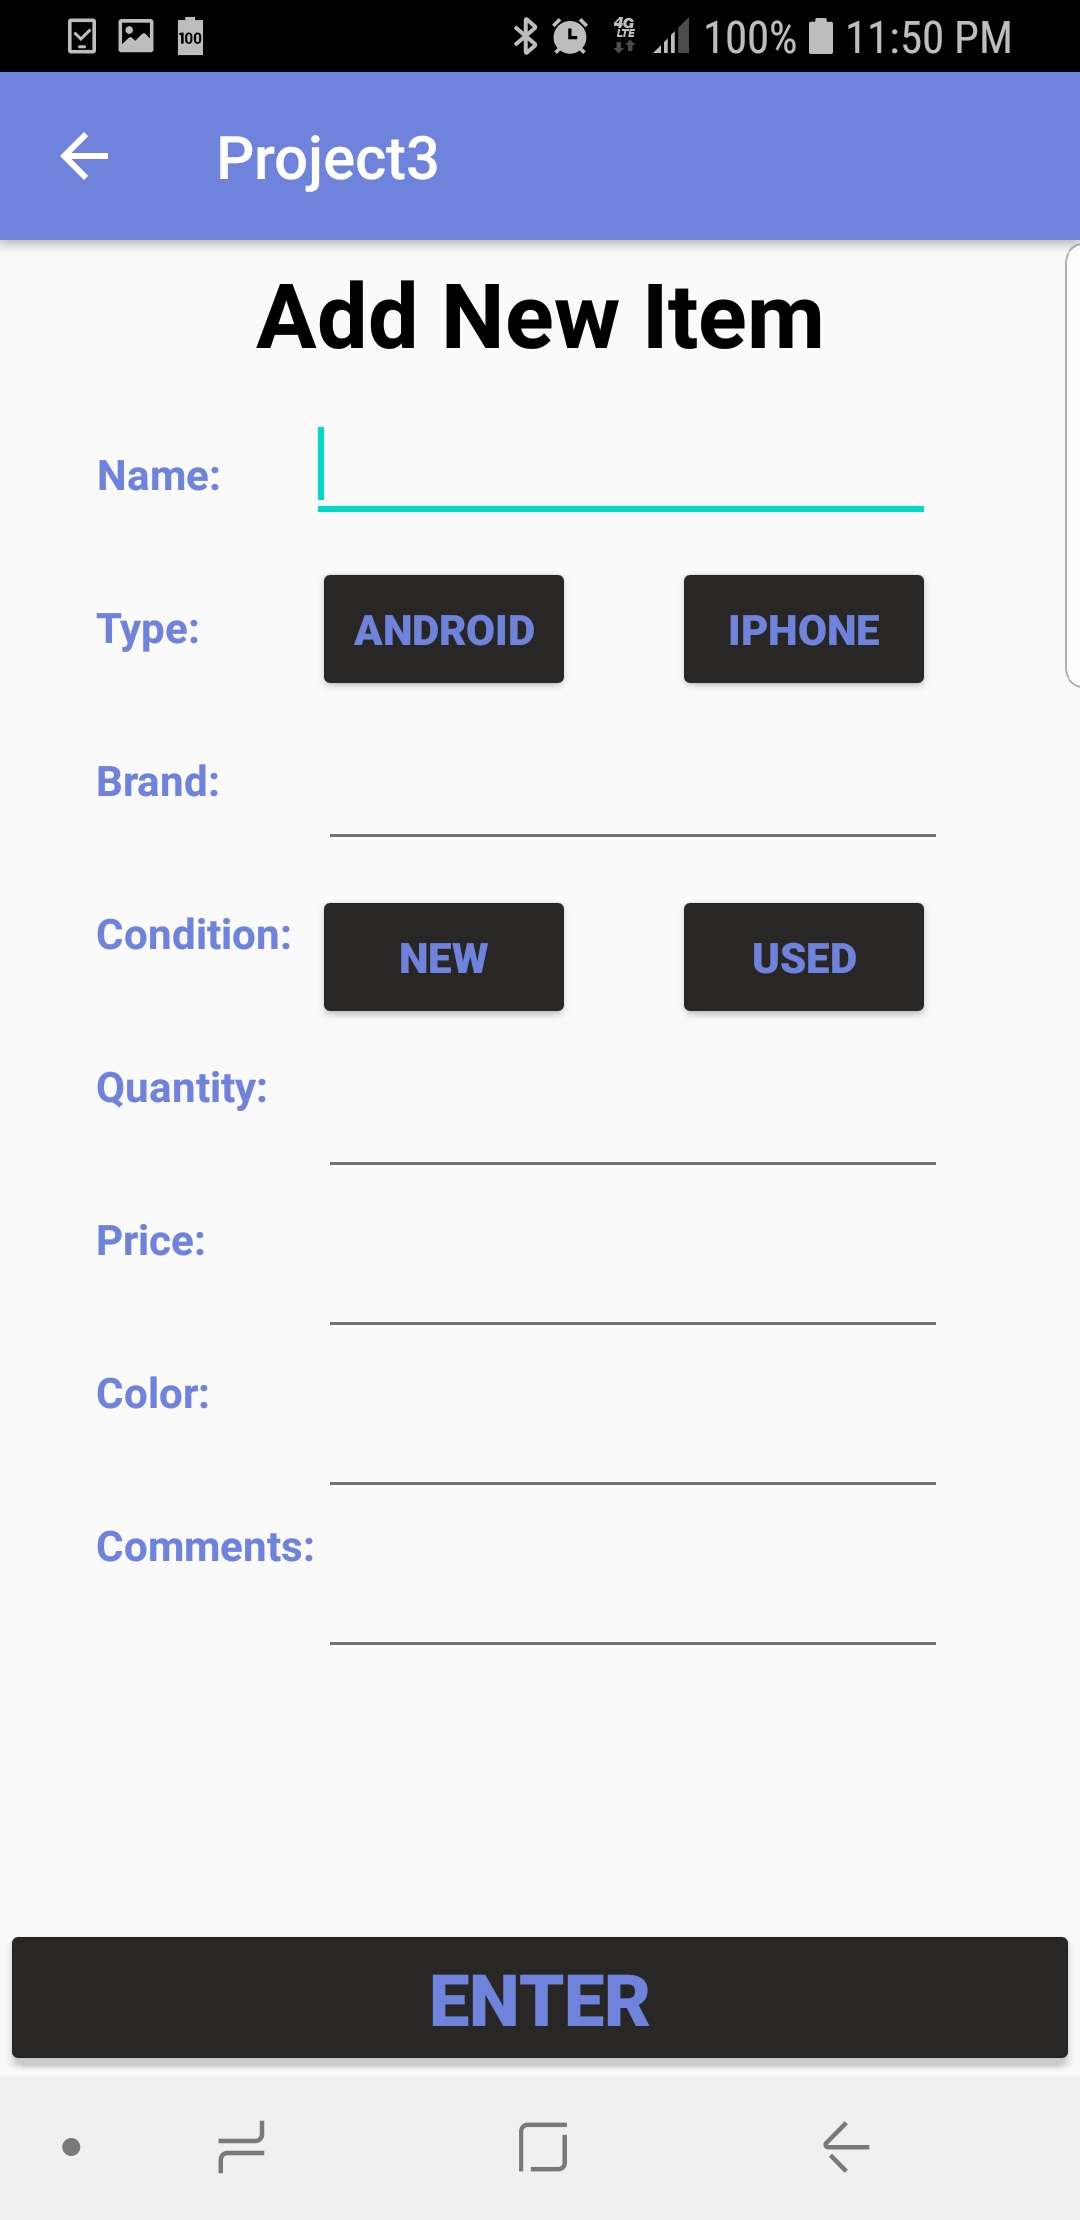 100 4G LTE 100% 11:50 PM
Project3
Add New Item
Name:
Type: ANDROID IPHONE
Brand:
Condition: NEW USED
Quantity:
Price:
Color:
Comments:
ENTER